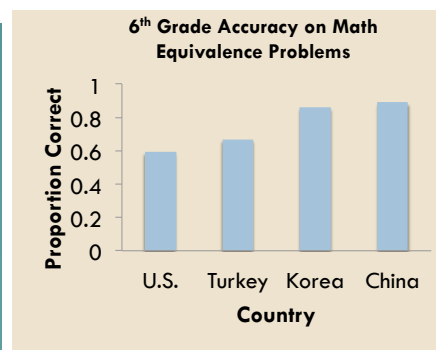 6th Grade Accuracy on Math
Equivalence Problems
Proportion Correct
1
0.8
0.6
0.4
0.2
0
U.S. Turkey Korea China
Country